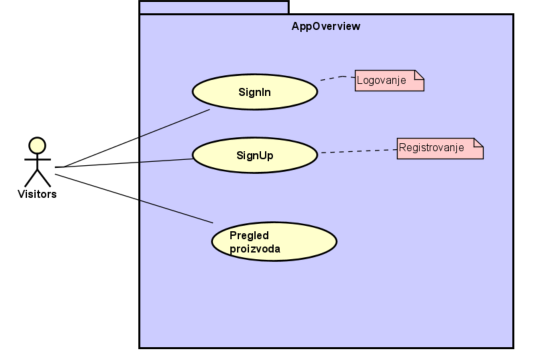 AppOverview
Logovanje
SignIn
Registrovanje
SignUp
Visitors
Pregled
proizvoda